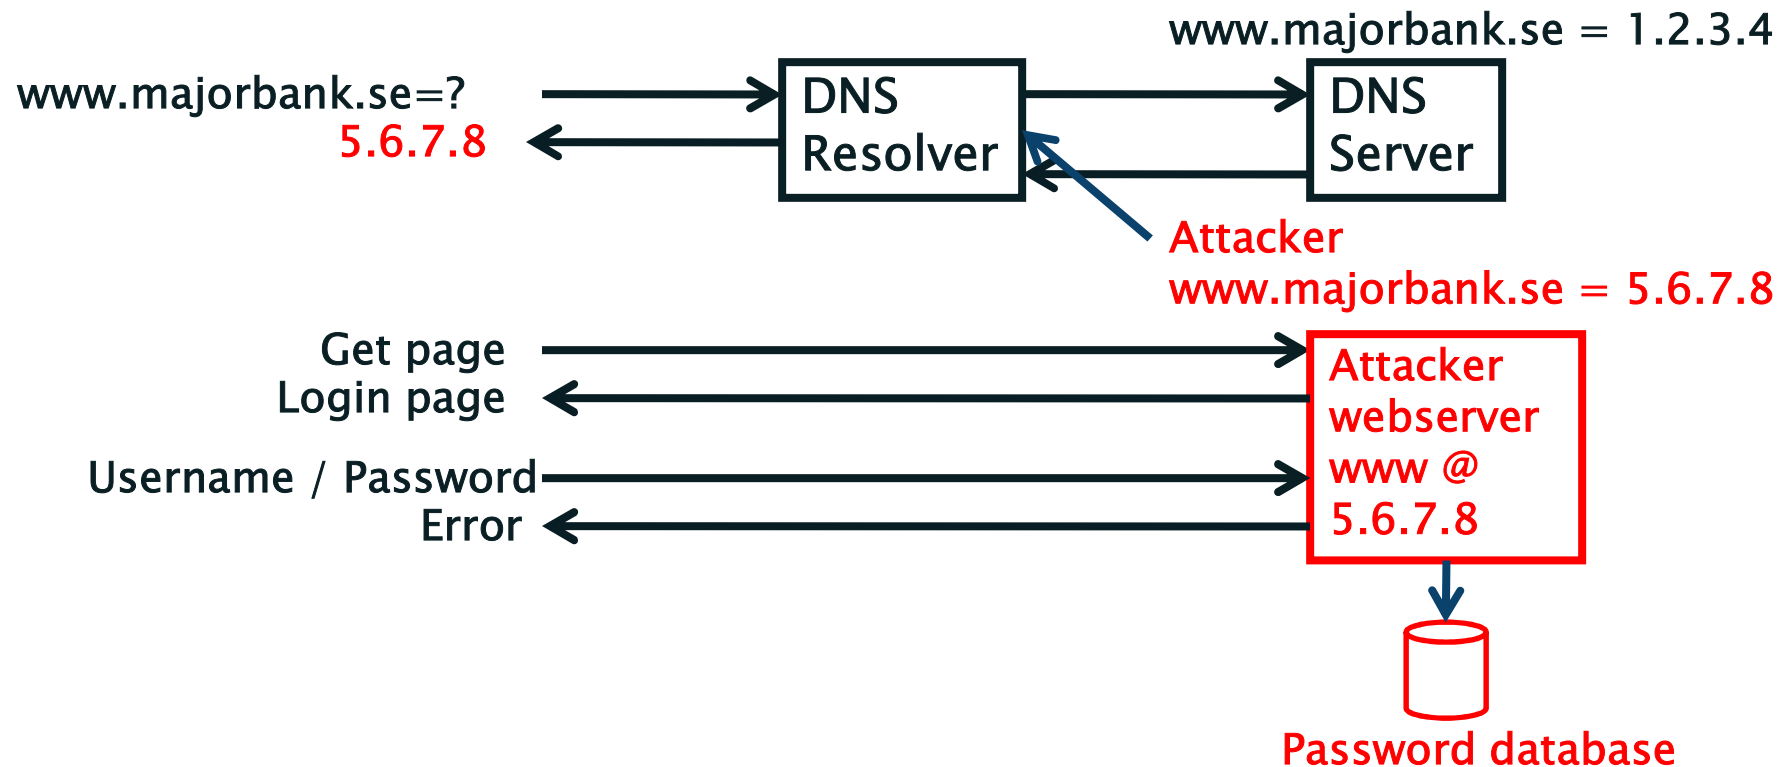 www.majorbank.se = 1.2.3.4
www.majorbank.se=?
5.6.7.8
DNS
Resolver
DNS
Server
Attacker
www.majorbank.se = 5.6.7.8
Get page
Login page
Username / Password
Error
Attacker
webserver
www @
5.6.7.8
Password database